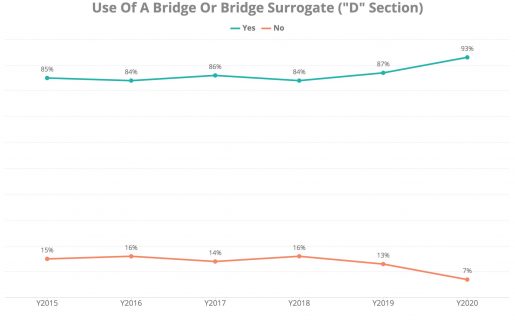 Use Of A Bridge Or Bridge Surrogate ("D" Section)
Yes No
85% 84% 86% 84% 87% 93%
15% 16% 14% 16% 13% 7%
Y2015 Y2016 Y2017 Y2018 Y2019 Y2020